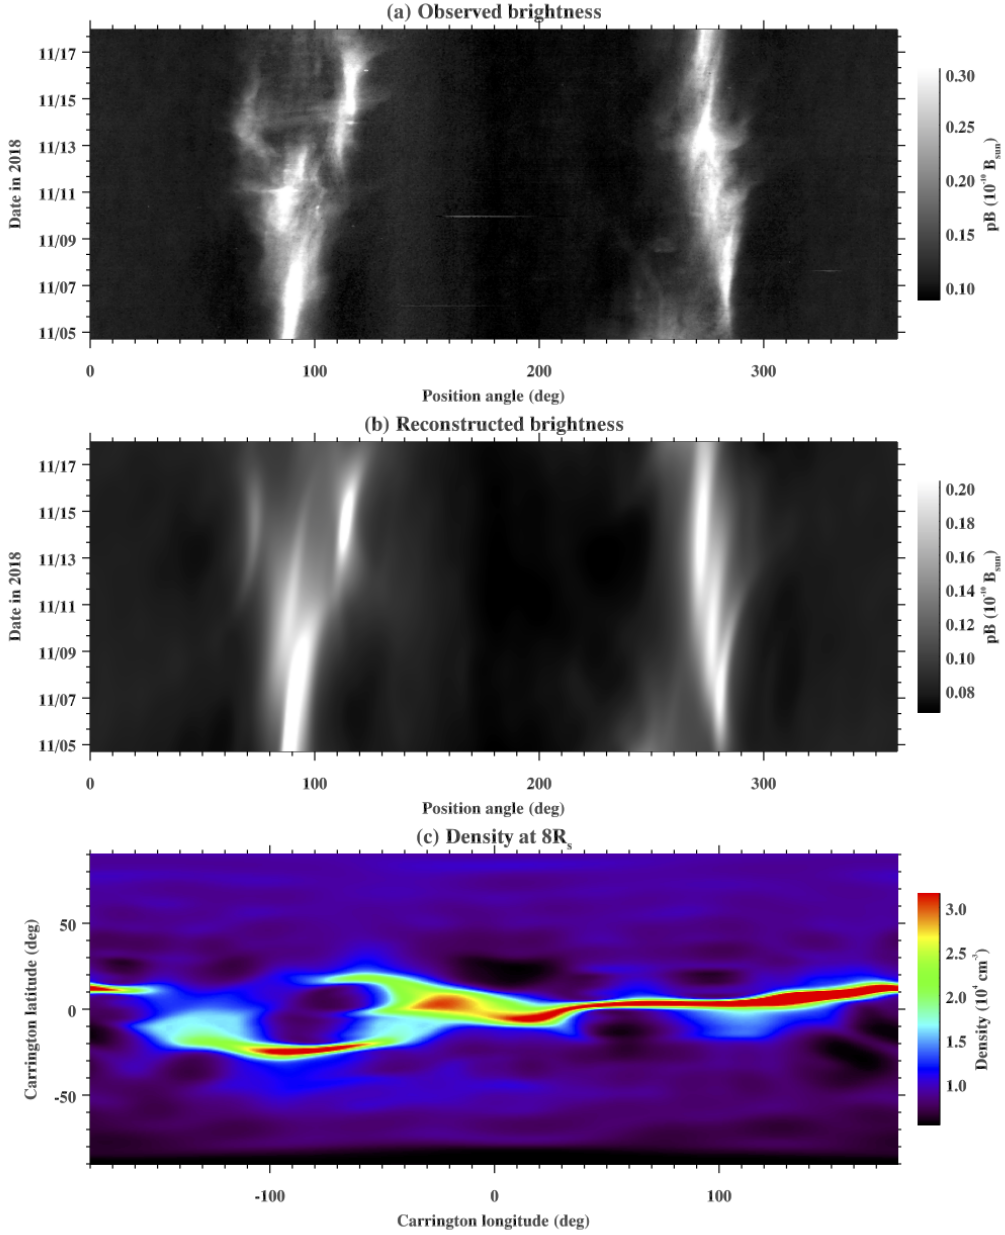 (a) Observed brightness
11/17
11/15
11/13
11/11
11/09
11/07
11/05
Date in 2018
0 100 200 300
Position angle (deg)
0.30
0.25
0.20
0.15
0.10
pB (10⁻¹⁰ Bsun)
(b) Reconstructed brightness
11/17
11/15
11/13
11/11
11/09
11/07
11/05
Date in 2018
0 100 200 300
Position angle (deg)
0.20
0.18
0.16
0.14
0.12
0.10
0.08
pB (10⁻¹⁰ Bsun)
(c) Density at 8Rs
50
0
-50
Carrington latitude (deg)
-100 0 100
Carrington longitude (deg)
3.0
2.5
2.0
1.5
1.0
Density (10⁴ cm⁻³)